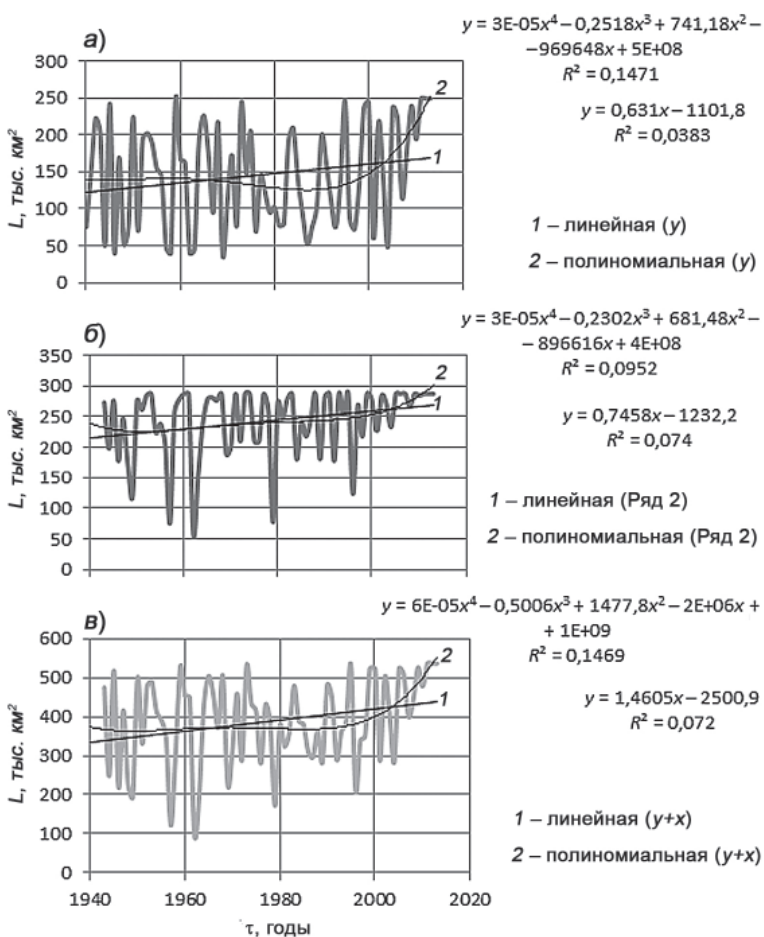 а)
y = 3E-05x⁴ – 0,2518x³ + 741,18x² –
–969648x + 5E+08
R² = 0,1471
y = 0,631x – 1101,8
R² = 0,0383
1 – линейная (y)
2 – полиномиальная (y)
L, тыс. км²
300
250
200
150
100
50
0
2
1
б)
y = 3E-05x⁴ – 0,2302x³ + 681,48x² –
– 896616x + 4E+08
R² = 0,0952
y = 0,7458x – 1232,2
R² = 0,074
1 – линейная (Ряд 2)
2 – полиномиальная (Ряд 2)
L, тыс. км²
350
300
250
200
150
100
50
0
2
1
в)
y = 6E-05x⁴ – 0,5006x³ + 1477,8x² – 2E+06x +
+ 1E+09
R² = 0,1469
y = 1,4605x – 2500,9
R² = 0,072
1 – линейная (y+x)
2 – полиномиальная (y+x)
L, тыс. км²
600
500
400
300
200
100
0
2
1
1940 1960 1980 2000 2020
τ, годы